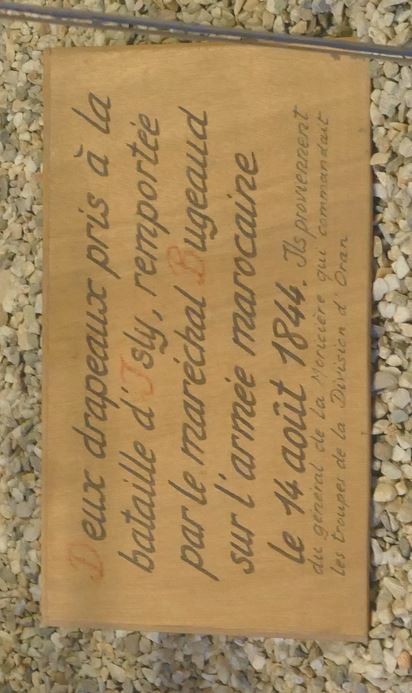 Deux drapeaux pris à la
bataille d'Isly, remportée
par le maréchal Bugeaud
sur l'armée marocaine
le 14 août 1844. Ils proviennent
du général de la Moricière qui commandait
les troupes de la Division d'Oran